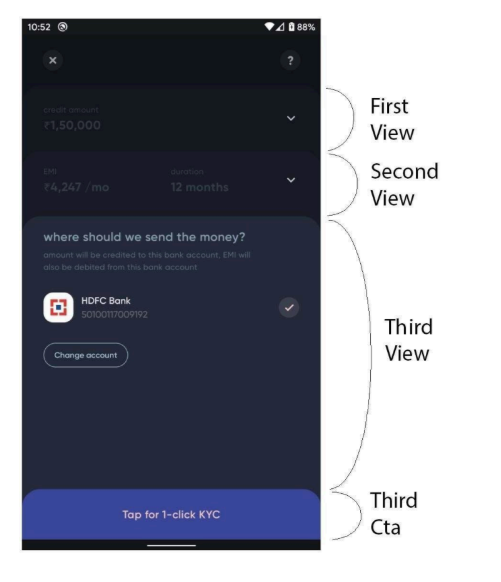 10:52 88%
×
?
credit amount
₹1,50,000
First
View
EMI duration
₹4,247 /mo 12 months
Second
View
where should we send the money?
amount will be credited to this bank account, EMI will
also be debited from this bank account
HDFC Bank
50100117009192
Change account
Third
View
Tap for 1-click KYC
Third
Cta